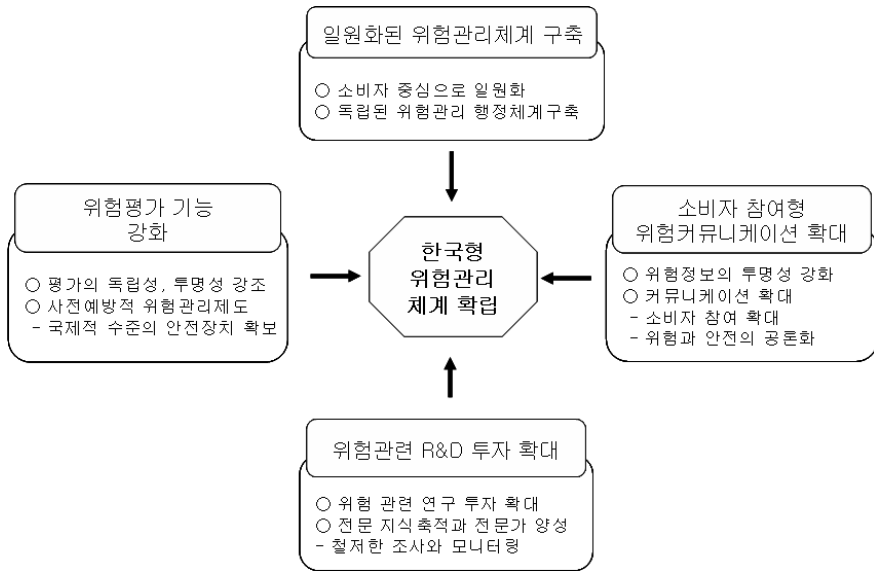 일원화된 위험관리체계 구축
○ 소비자 중심으로 일원화
○ 독립된 위험관리 행정체계구축
위험평가 기능
강화
○ 평가의 독립성, 투명성 강조
○ 사전예방적 위험관리제도
- 국제적 수준의 안전장치 확보
한국형
위험관리
체계 확립
소비자 참여형
위험커뮤니케이션 확대
○ 위험정보의 투명성 강화
○ 커뮤니케이션 확대
- 소비자 참여 확대
- 위험과 안전의 공론화
위험관련 R&D 투자 확대
○ 위험 관련 연구 투자 확대
○ 전문 지식축적과 전문가 양성
- 철저한 조사와 모니터링